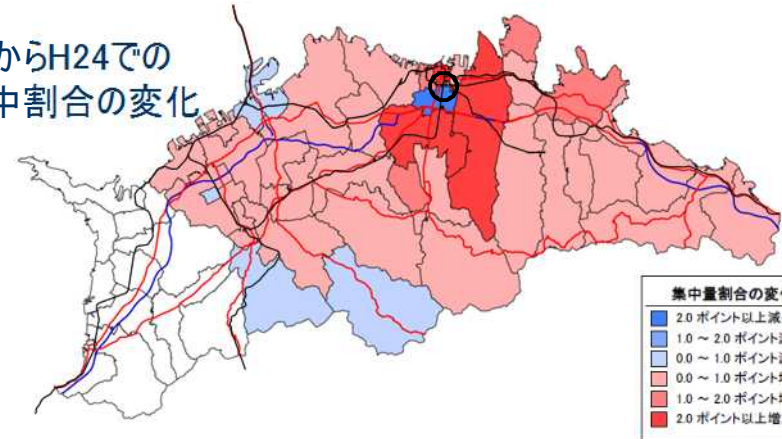 からH24での
中割合の変化
集中量割合の変
2.0 ポイント以上減
1.0 ～ 2.0 ポイント
0.0 ～ 1.0 ポイント
0.0 ～ 1.0 ポイント
1.0 ～ 2.0 ポイント
2.0 ポイント以上増